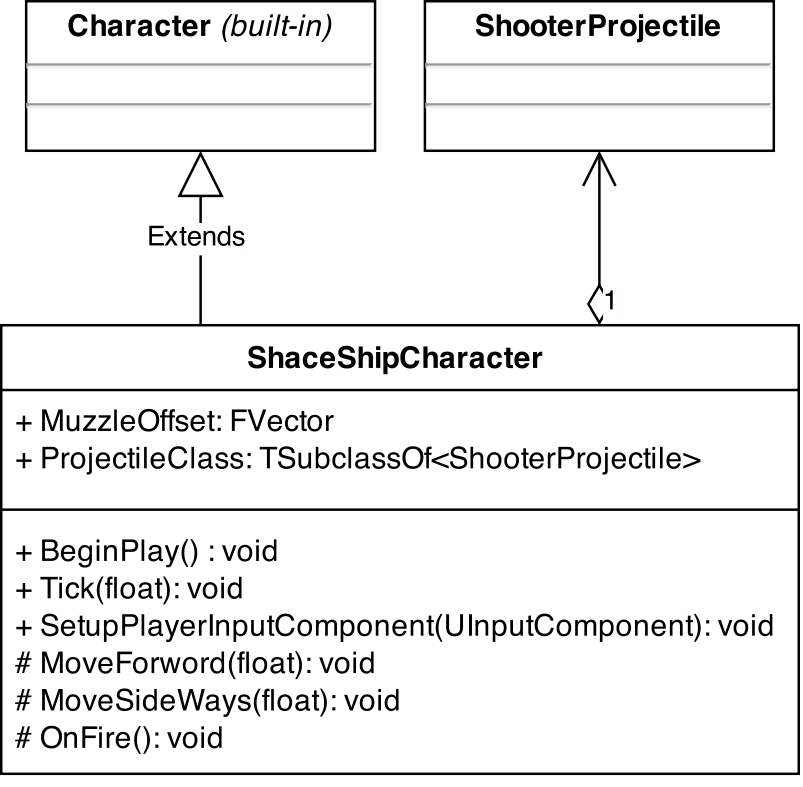 Character (built-in)
ShooterProjectile
Extends
1
ShaceShipCharacter
+ MuzzleOffset: FVector
+ ProjectileClass: TSubclassOf<ShooterProjectile>
+ BeginPlay() : void
+ Tick(float): void
+ SetupPlayerInputComponent(UInputComponent): void
# MoveForword(float): void
# MoveSideWays(float): void
# OnFire(): void